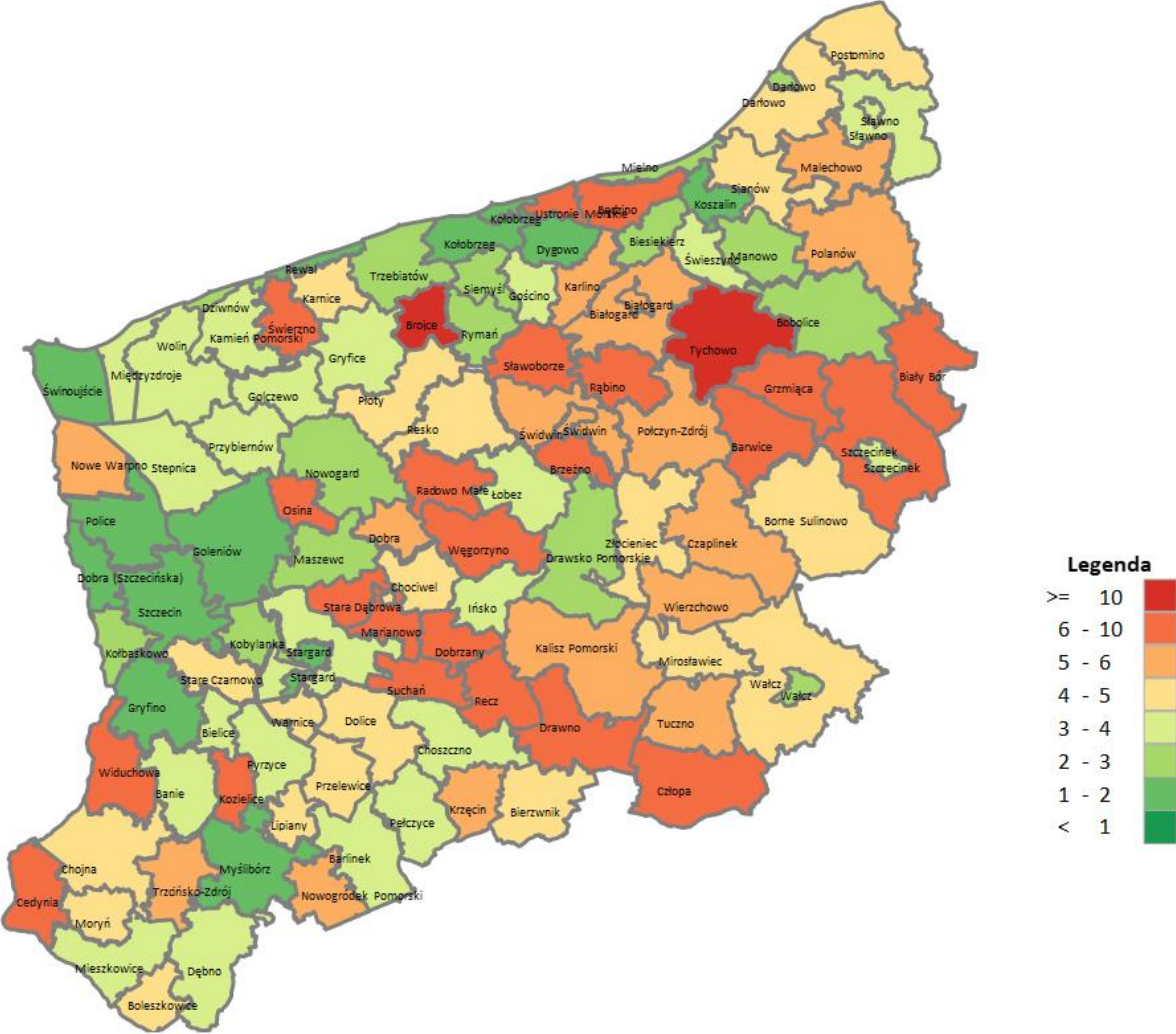 Postomino
Darłowo
Darłowo
Sławno
Sławno
Mielno
Malechowo
Sianów
Koszalin
Będzino
Ustronie Morskie
Kołobrzeg
Kołobrzeg
Dygowo
Biesiekierz
Świeszyno
Manowo
Polanów
Rewal
Trzebiatów
Siemyśl
Gościno
Karlino
Karnice
Dziwnów
Białogard
Białogard
Bobolice
Świerzno
Brojce
Rymań
Kamień Pomorski
Wolin
Gryfice
Tychowo
Sławoborze
Międzyzdroje
Biały Bór
Świnoujście
Rąbino
Grzmiąca
Golczewo
Płoty
Resko
Świdwin
Świdwin
Połczyn-Zdrój
Barwice
Przybiernów
Szczecinek
Szczecinek
Nowe Warpno
Stepnica
Nowogard
Brzeżno
Radowo Małe
Łobez
Osina
Police
Borne Sulinowo
Dobra
Złocieniec
Czaplinek
Goleniów
Węgorzyno
Maszewo
Drawsko Pomorskie
Dobra (Szczecińska)
Chociwel
Stara Dąbrowa
Ińsko
Wierzchowo
Szczecin
Marianowo
Kobylanka
Kołbaskowo
Stargard
Dobrzany
Kalisz Pomorski
Mirosławiec
Stargard
Stare Czarnowo
Suchań
Wałcz
Wałcz
Recz
Gryfino
Warnice
Dolice
Drawno
Tuczno
Bielice
Choszczno
Pyrzyce
Widuchowa
Przelewice
Banie
Kozielice
Człopa
Krzęcin
Bierzwnik
Lipiany
Pełczyce
Barlinek
Chojna
Myślibórz
Trzcińsko-Zdrój
Nowogródek Pomorski
Cedynia
Moryń
Mieszkowice
Dębno
Boleszkowice
Legenda
>= 10
6 - 10
5 - 6
4 - 5
3 - 4
2 - 3
1 - 2
< 1